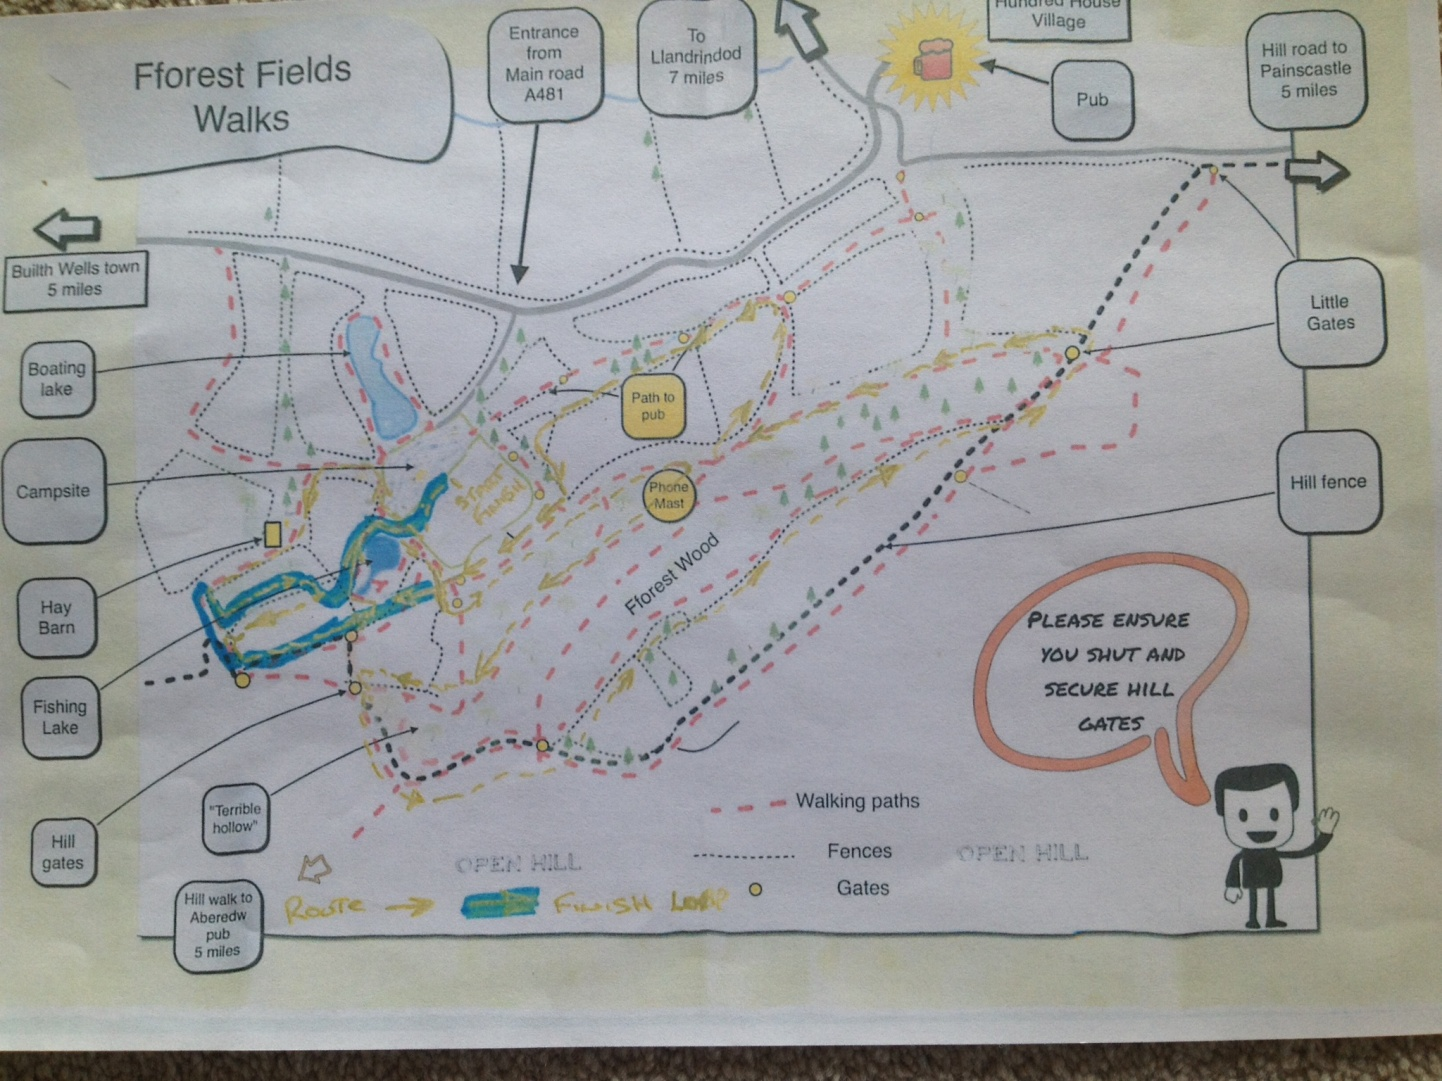 Fforest Fields
Walks
Entrance
from
Main road
A481
To
Llandrindod
7 miles
Hundred House
Village
Pub
Hill road to
Painscastle
5 miles
Builth Wells town
5 miles
Little
Gates
Boating
lake
Path to
pub
Campsite
START
FINISH
Phone
Mast
Hill fence
Fforest Wood
Hay
Barn
PLEASE ENSURE
YOU SHUT AND
SECURE HILL
GATES
Fishing
Lake
"Terrible
hollow"
Hill
gates
Walking paths
Fences
Gates
OPEN HILL
OPEN HILL
Hill walk to
Aberedw
pub
5 miles
ROUTE
FINISH LOOP